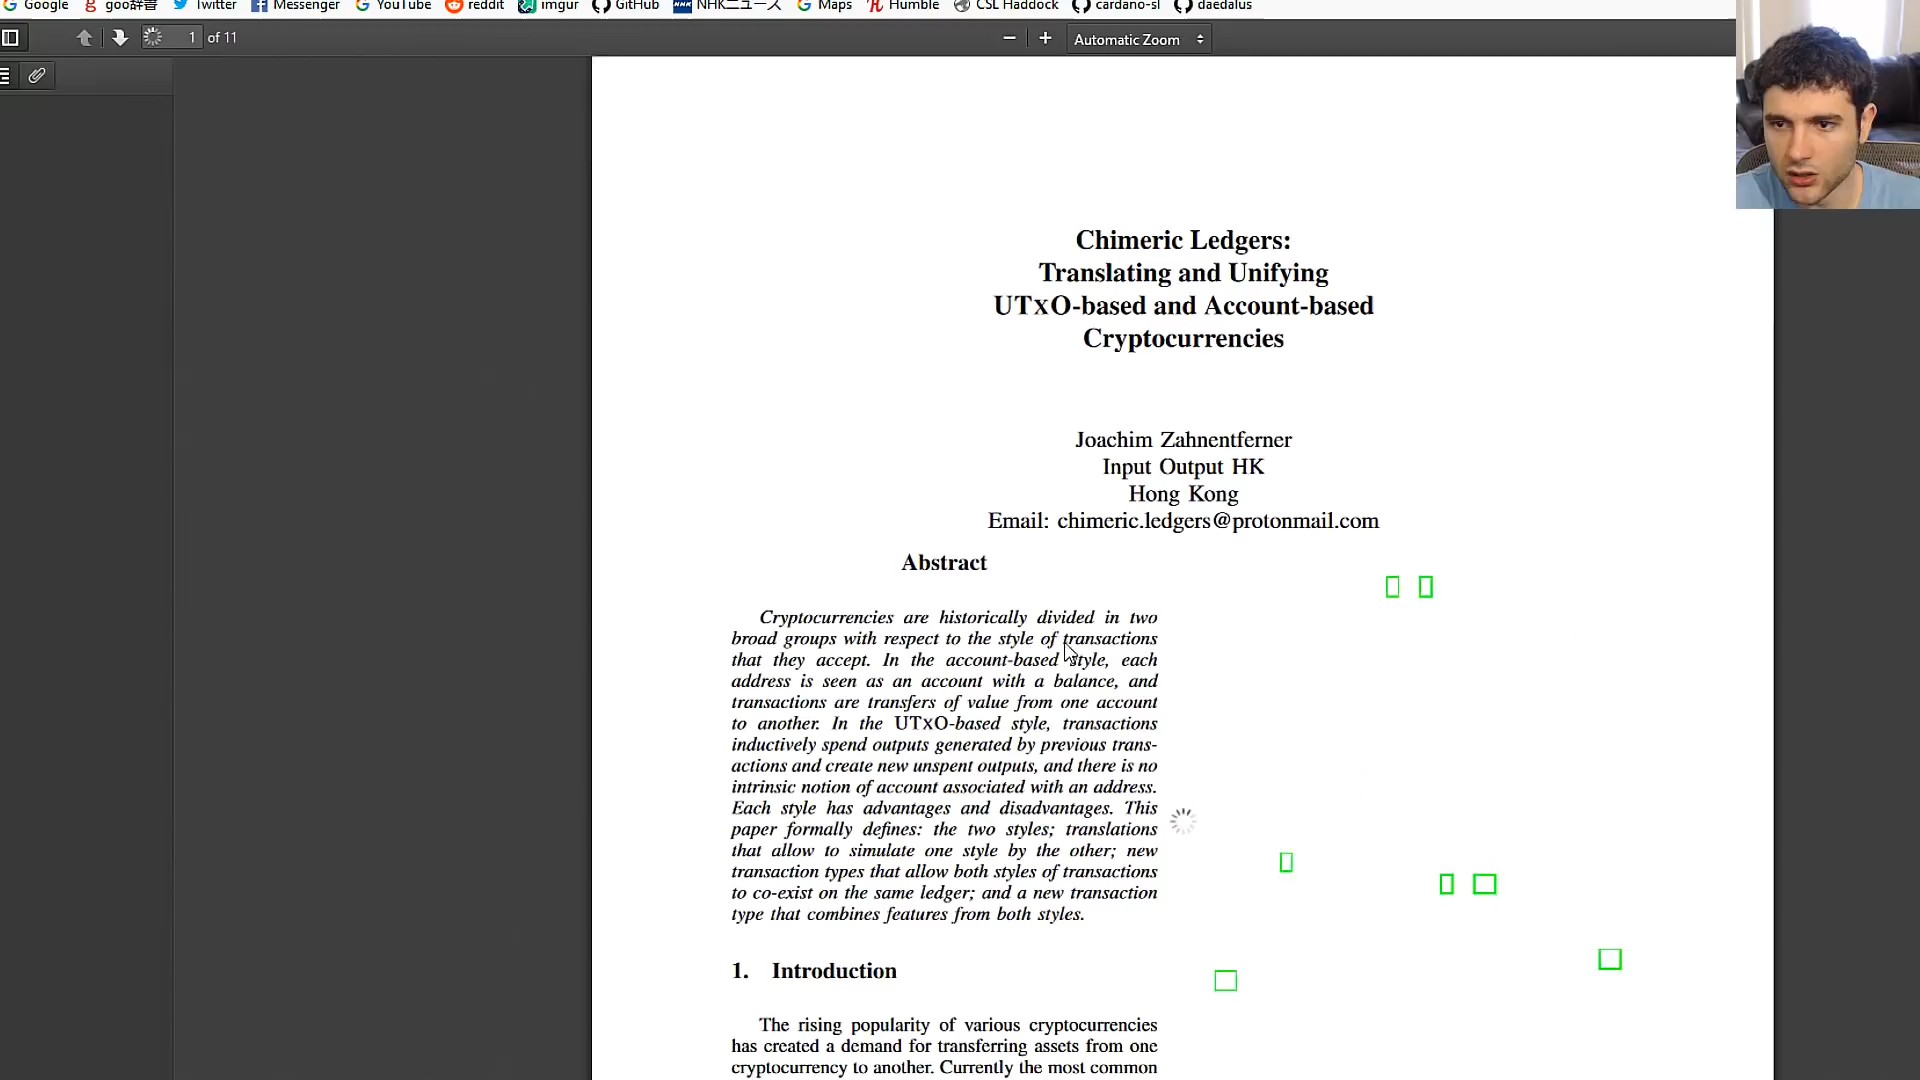 Google goo辞書 Twitter Messenger YouTube reddit imgur GitHub NHKニュース Maps Humble CSL Haddock cardano-sl daedalus
1 of 11
Automatic Zoom
Chimeric Ledgers:
Translating and Unifying
UTxO-based and Account-based
Cryptocurrencies
Joachim Zahnentferner
Input Output HK
Hong Kong
Email: chimeric.ledgers@protonmail.com
Abstract
Cryptocurrencies are historically divided in two
broad groups with respect to the style of transactions
that they accept. In the account-based style, each
address is seen as an account with a balance, and
transactions are transfers of value from one account
to another. In the UTxO-based style, transactions
inductively spend outputs generated by previous trans-
actions and create new unspent outputs, and there is no
intrinsic notion of account associated with an address.
Each style has advantages and disadvantages. This
paper formally defines: the two styles; translations
that allow to simulate one style by the other; new
transaction types that allow both styles of transactions
to co-exist on the same ledger; and a new transaction
type that combines features from both styles.
1. Introduction
The rising popularity of various cryptocurrencies
has created a demand for transferring assets from one
cryptocurrency to another. Currently the most common